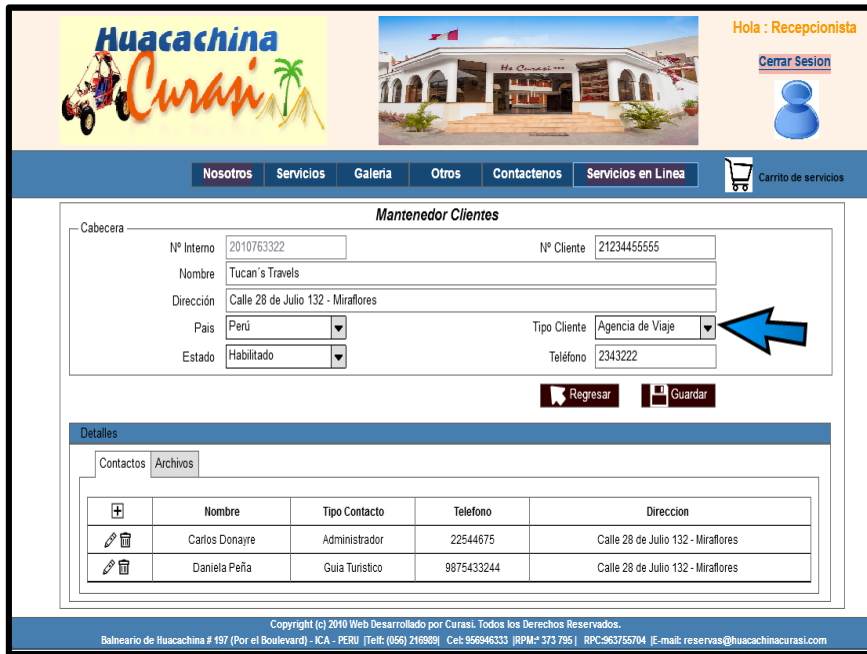 Huacachina
Curasi
Hs Curasi ***
Hola : Recepcionista
Cerrar Sesion
Nosotros Servicios Galeria Otros Contactenos Servicios en Linea Carrito de servicios
Mantenedor Clientes
Cabecera
Nº Interno 2010763322 Nº Cliente 21234455555
Nombre Tucan´s Travels
Dirección Calle 28 de Julio 132 - Miraflores
Pais Perú Tipo Cliente Agencia de Viaje
Estado Habilitado Teléfono 2343222
Regresar Guardar
Detalles
Contactos Archivos
Nombre Tipo Contacto Telefono Direccion
Carlos Donayre Administrador 22544675 Calle 28 de Julio 132 - Miraflores
Daniela Peña Guia Turistico 9875433244 Calle 28 de Julio 132 - Miraflores
Copyright (c) 2010 Web Desarrollado por Curasi. Todos los Derechos Reservados.
Balneario de Huacachina # 197 (Por el Boulevard) - ICA - PERU |Telf: (056) 216989| Cel: 956946333 |RPM:* 373 795 | RPC:963755704 |E-mail: reservas@huacachinacurasi.com